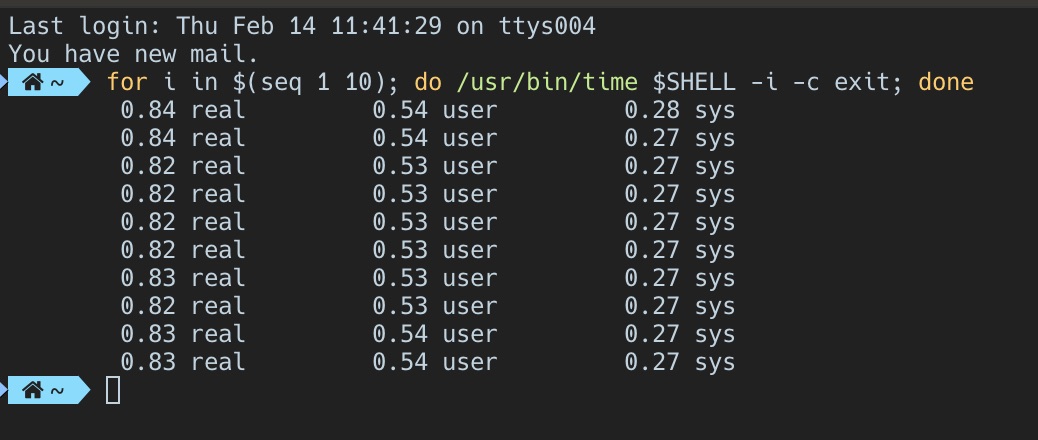 Last login: Thu Feb 14 11:41:29 on ttys004
You have new mail.
~ for i in $(seq 1 10); do /usr/bin/time $SHELL -i -c exit; done
0.84 real 0.54 user 0.28 sys
0.84 real 0.54 user 0.27 sys
0.82 real 0.53 user 0.27 sys
0.82 real 0.53 user 0.27 sys
0.82 real 0.53 user 0.27 sys
0.82 real 0.53 user 0.27 sys
0.83 real 0.53 user 0.27 sys
0.82 real 0.53 user 0.27 sys
0.83 real 0.54 user 0.27 sys
0.83 real 0.54 user 0.27 sys
~